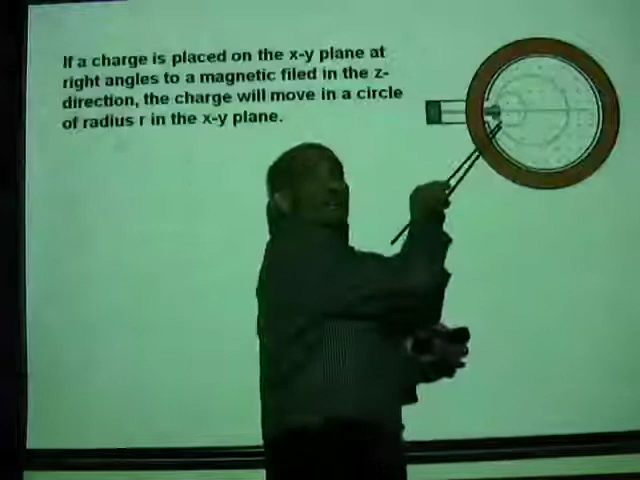 If a charge is placed on the x-y plane at
right angles to a magnetic filed in the z-
direction, the charge will move in a circle
of radius r in the x-y plane.